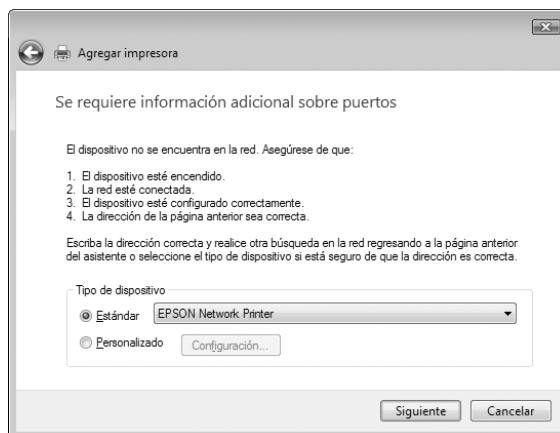 Agregar impresora
Se requiere información adicional sobre puertos
El dispositivo no se encuentra en la red. Asegúrese de que:
1. El dispositivo esté encendido.
2. La red esté conectada.
3. El dispositivo esté configurado correctamente.
4. La dirección de la página anterior sea correcta.
Escriba la dirección correcta y realice otra búsqueda en la red regresando a la página anterior
del asistente o seleccione el tipo de dispositivo si está seguro de que la dirección es correcta.
Tipo de dispositivo
Estándar EPSON Network Printer
Personalizado Configuración...
Siguiente Cancelar